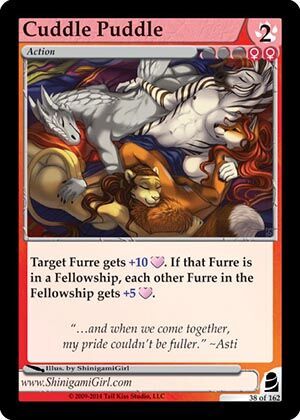 Cuddle Puddle
2
Action
Target Furre gets +10 . If that Furre is
in a Fellowship, each other Furre in the
Fellowship gets +5 .
“...and when we come together,
my pride couldn’t be fuller.” ~Asti
Illus. by ShinigamiGirl
www.ShinigamiGirl.com
© 2009-2014 Tail Kiss Studio, LLC
38 of 162